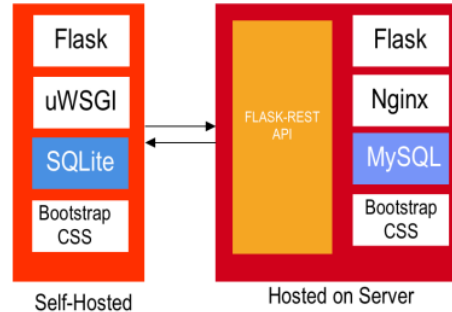 Flask
uWSGI
SQLite
Bootstrap
CSS
Self-Hosted
FLASK-REST
API
Flask
Nginx
MySQL
Bootstrap
CSS
Hosted on Server